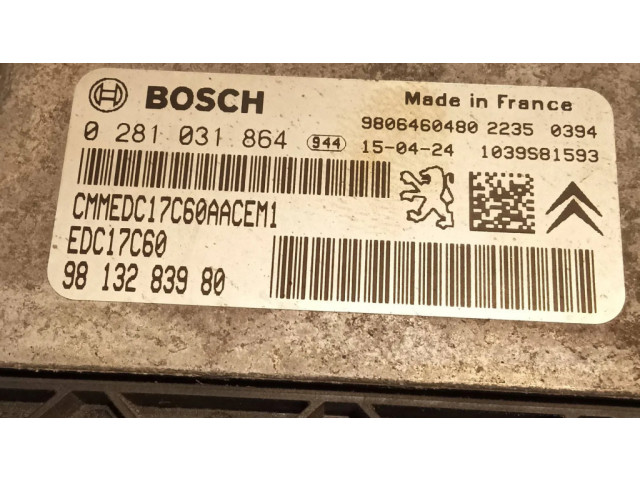 BOSCH
Made in France
0 281 031 864 944
9806460480 2235 0394
15-04-24 1039S81593
CMMEDC17C60AACEM1
EDC17C60
98 132 839 80